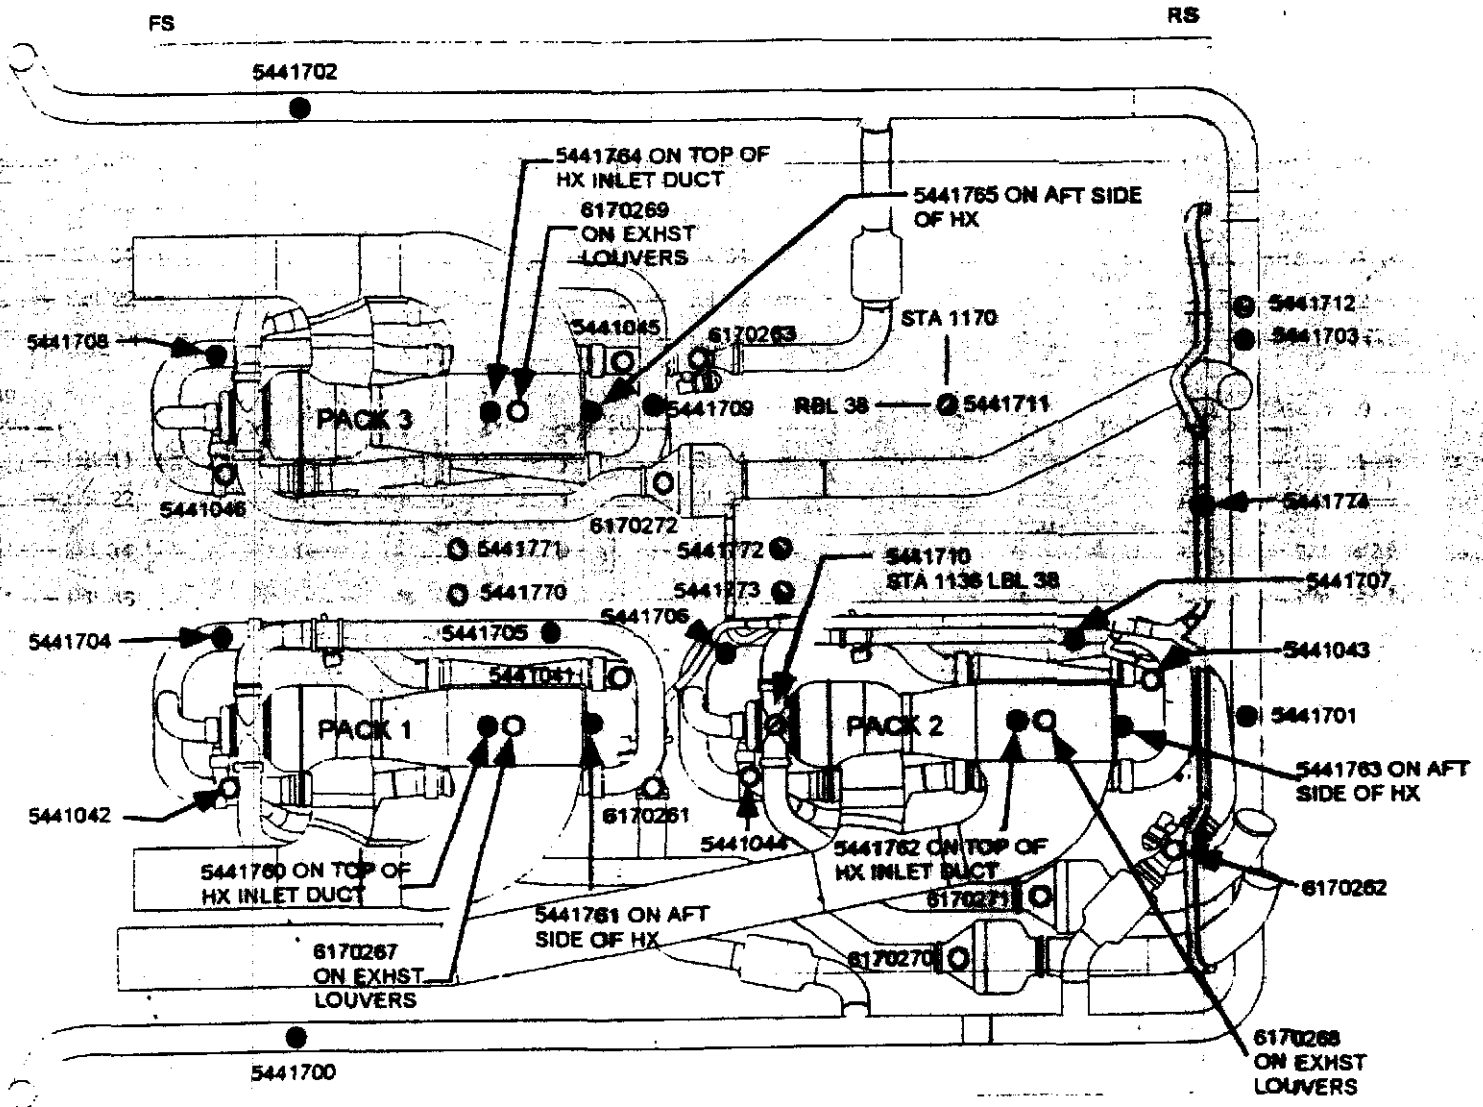 FS
RS
5441702
5441764 ON TOP OF
HX INLET DUCT
6170269
ON EXHST
LOUVERS
5441765 ON AFT SIDE
OF HX
5441712
5441703
5441708
5441045
6170263
STA 1170
PACK 3
5441709
RBL 38
5441711
5441046
6170272
5441774
5441771
5441772
5441710
STA 1136 LBL 38
5441770
5441773
5441707
5441706
5441704
5441705
5441043
5441041
PACK 1
PACK 2
5441701
5441763 ON AFT
SIDE OF HX
5441042
6170261
5441044
5441760 ON TOP OF
HX INLET DUCT
5441762 ON TOP OF
HX INLET DUCT
6170262
6170271
5441761 ON AFT
SIDE OF HX
6170267
ON EXHST
LOUVERS
6170270
6170268
ON EXHST
LOUVERS
5441700